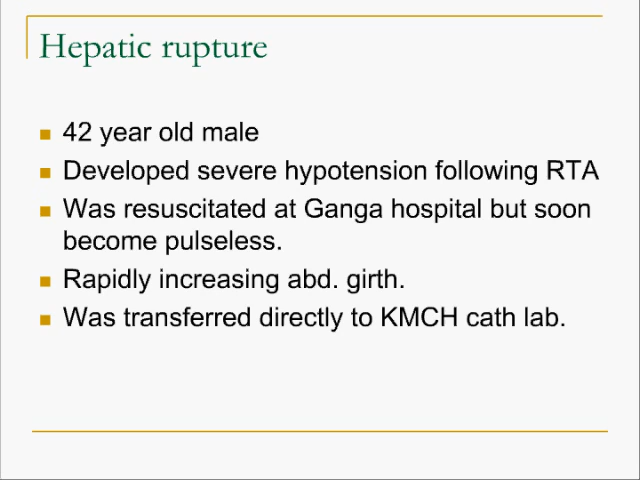 Hepatic rupture
42 year old male
Developed severe hypotension following RTA
Was resuscitated at Ganga hospital but soon
become pulseless.
Rapidly increasing abd. girth.
Was transferred directly to KMCH cath lab.